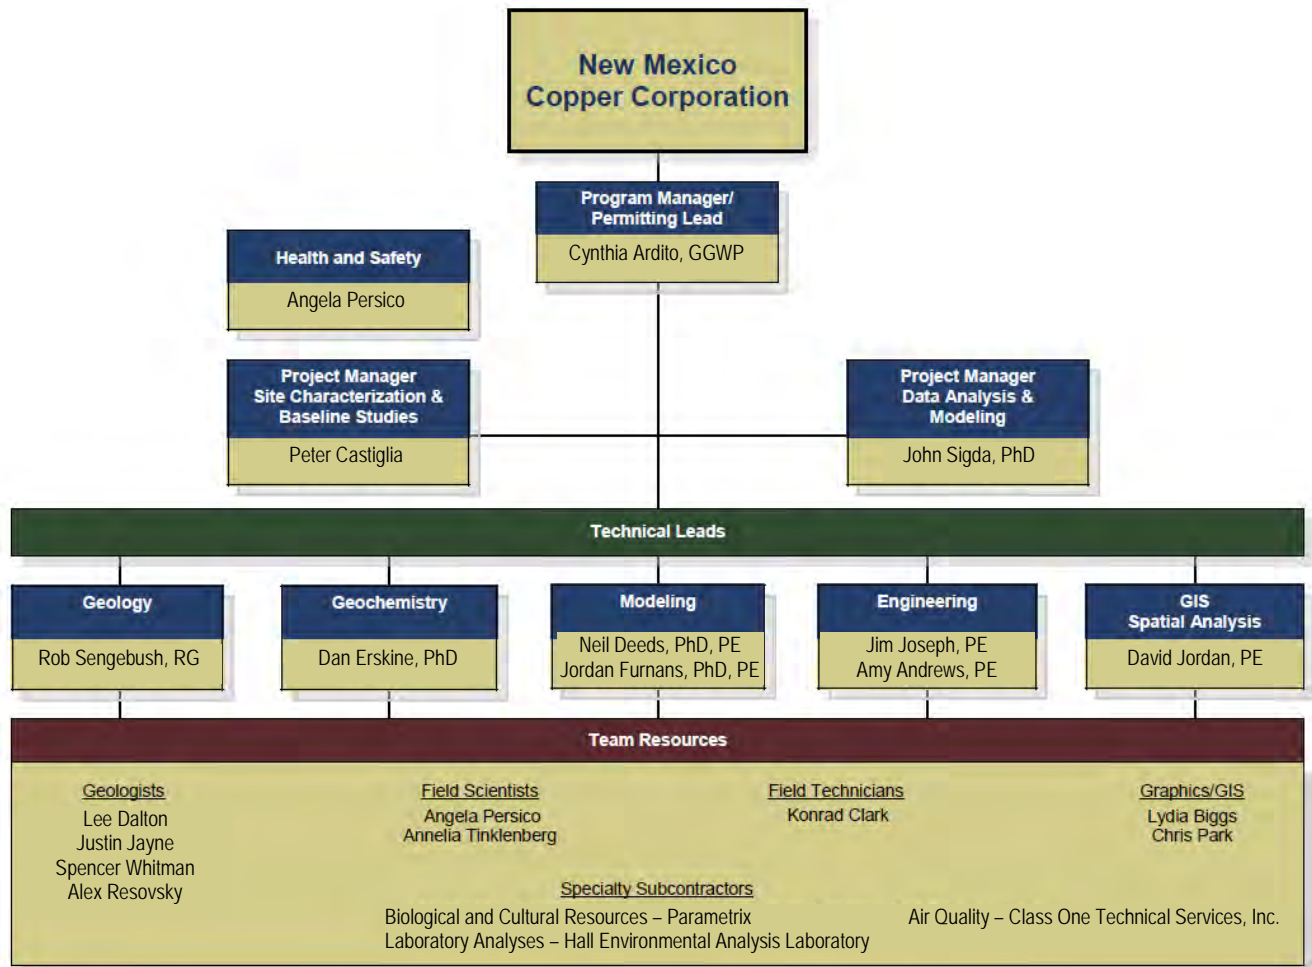 New Mexico
Copper Corporation
Program Manager/
Permitting Lead
Cynthia Ardito, GGWP
Health and Safety
Angela Persico
Project Manager
Site Characterization &
Baseline Studies
Peter Castiglia
Project Manager
Data Analysis &
Modeling
John Sigda, PhD
Technical Leads
Geology
Rob Sengebush, RG
Geochemistry
Dan Erskine, PhD
Modeling
Neil Deeds, PhD, PE
Jordan Furnans, PhD, PE
Engineering
Jim Joseph, PE
Amy Andrews, PE
GIS
Spatial Analysis
David Jordan, PE
Team Resources
Geologists
Lee Dalton
Justin Jayne
Spencer Whitman
Alex Resovsky
Field Scientists
Angela Persico
Annelia Tinklenberg
Field Technicians
Konrad Clark
Graphics/GIS
Lydia Biggs
Chris Park
Specialty Subcontractors
Biological and Cultural Resources – Parametrix
Laboratory Analyses – Hall Environmental Analysis Laboratory
Air Quality – Class One Technical Services, Inc.